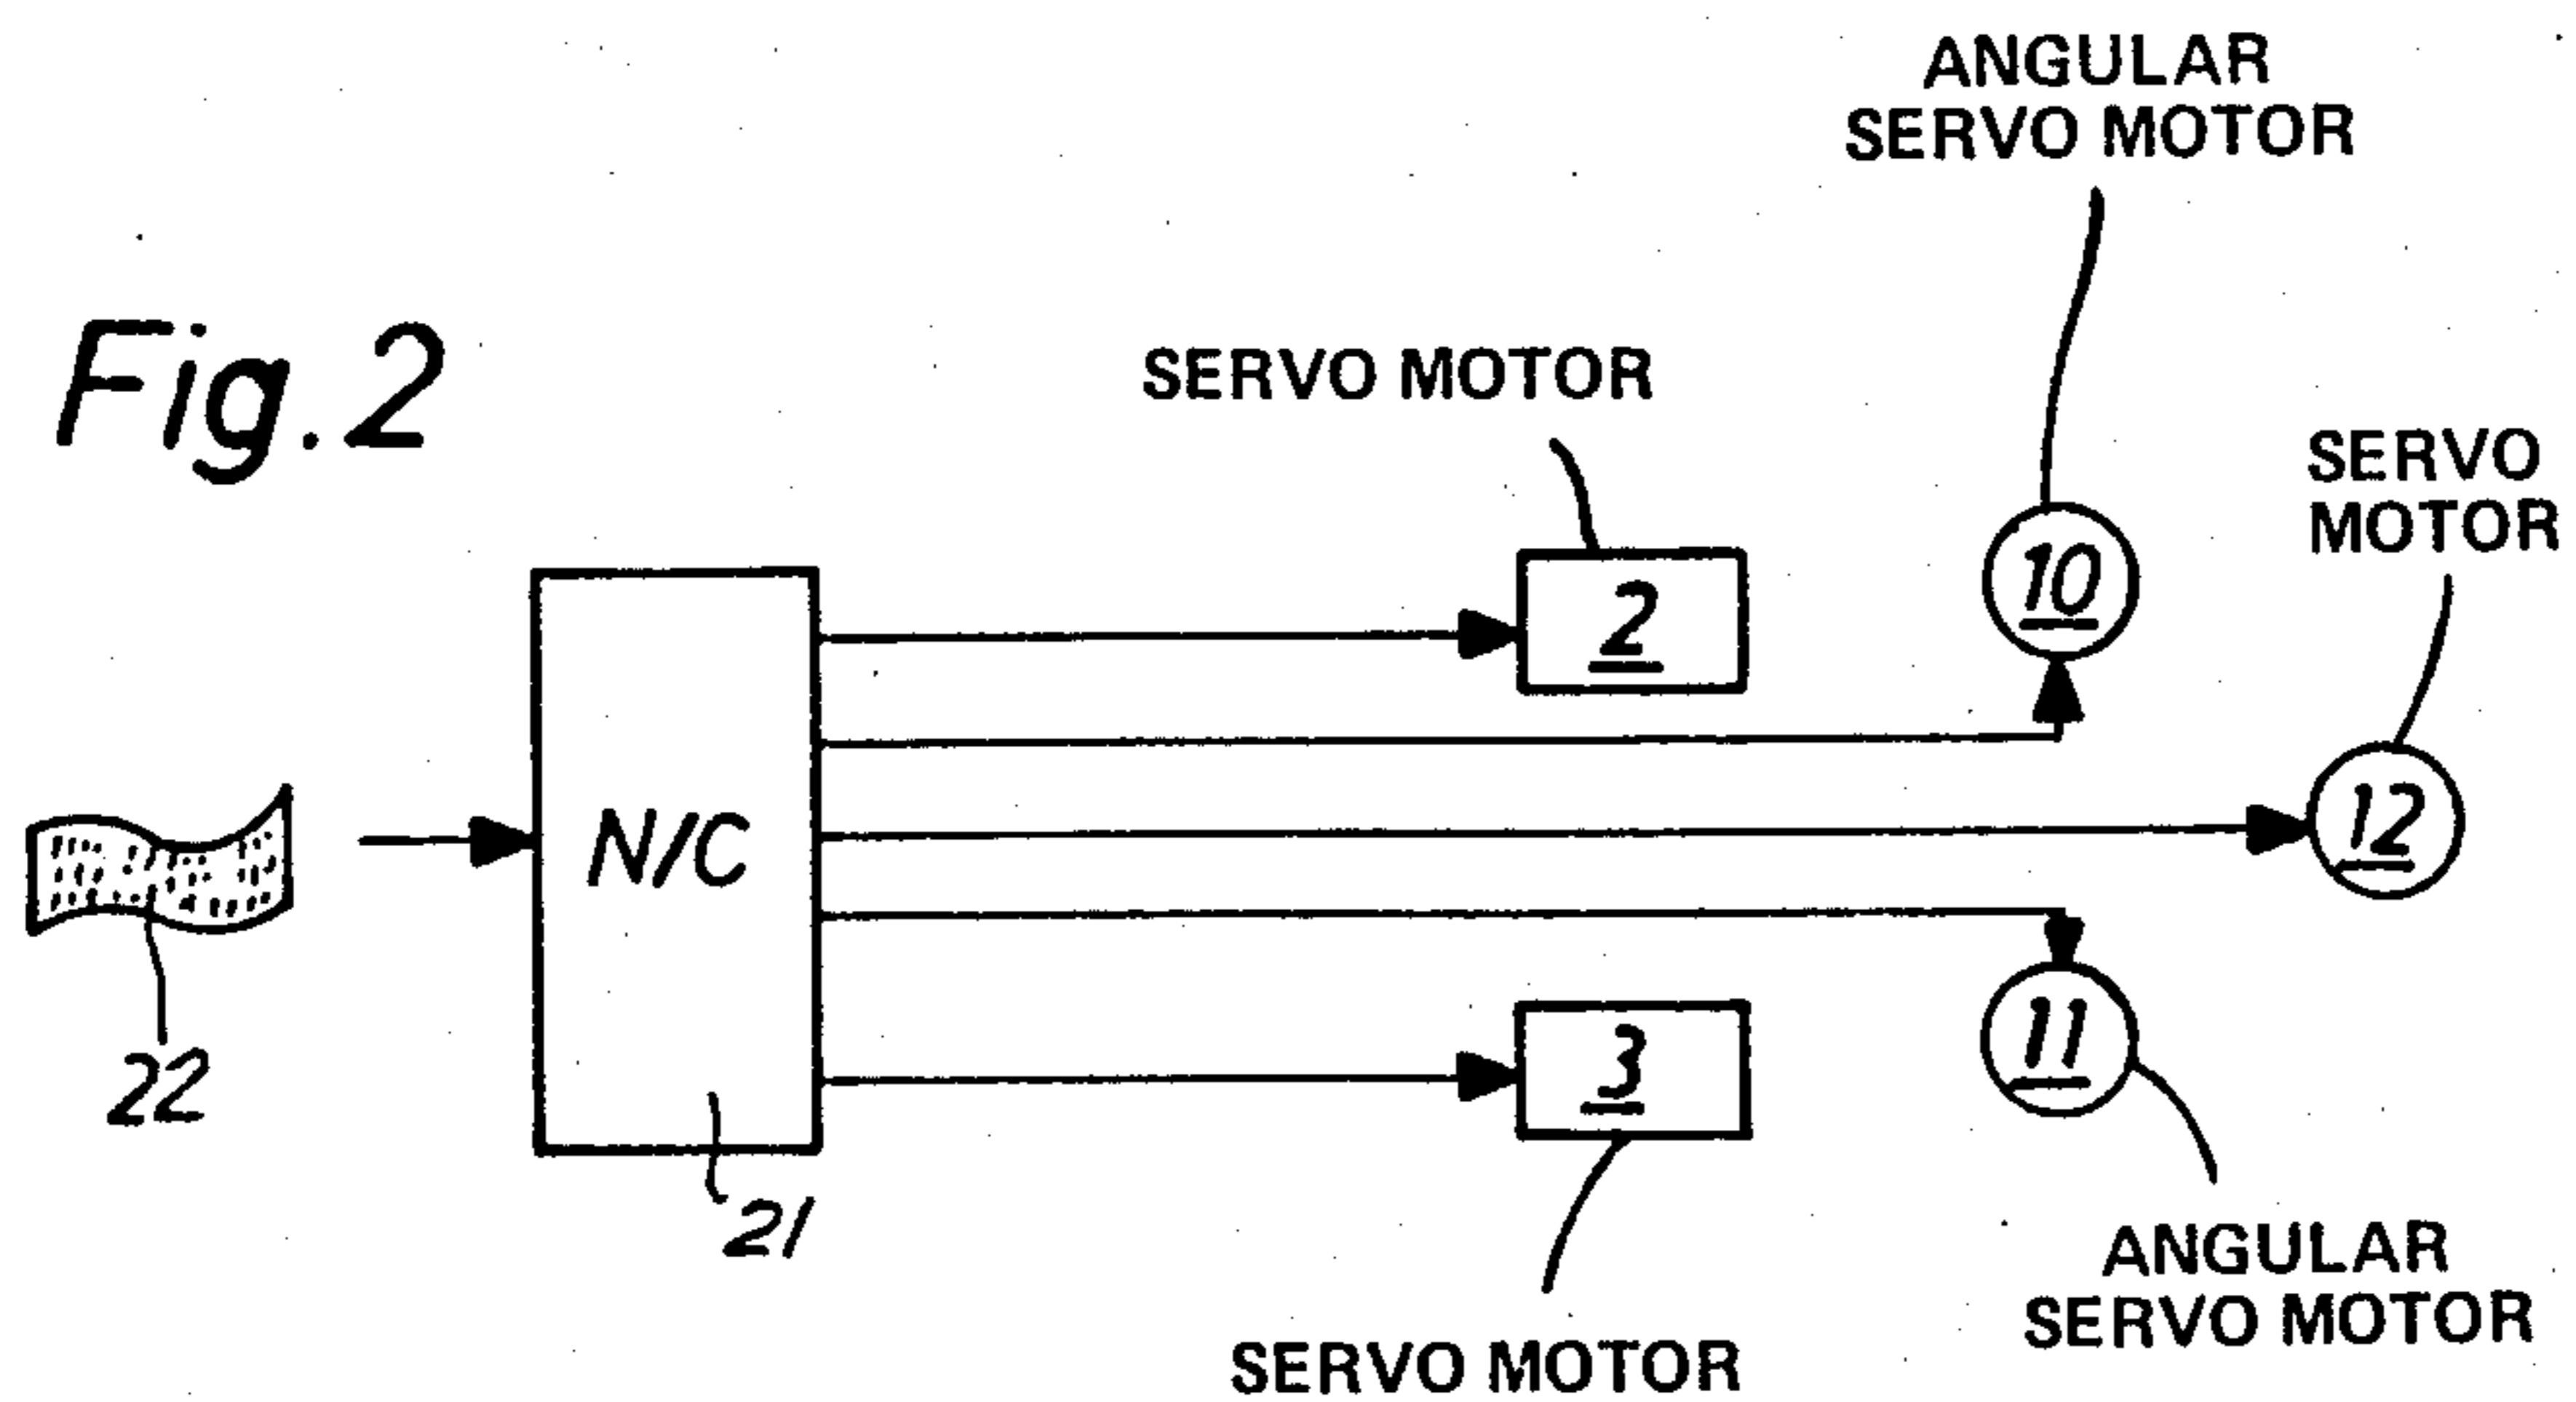 ANGULAR
SERVO MOTOR
Fig.2
SERVO MOTOR
SERVO
MOTOR
2
10
N/C
12
22
3
11
21
ANGULAR
SERVO MOTOR
SERVO MOTOR